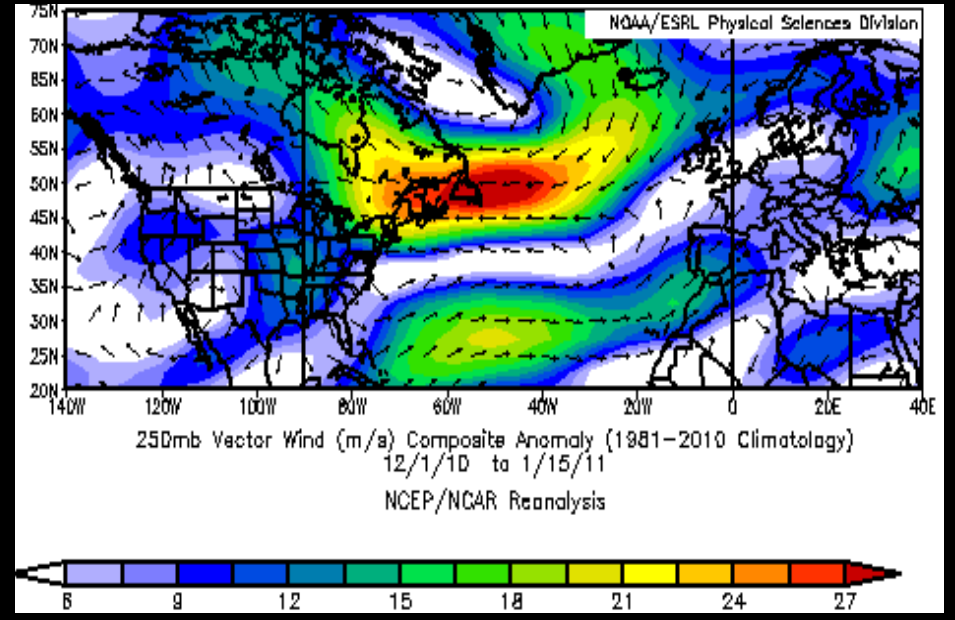 75N
NOAA/ESRL Physical Sciences Division
70N
65N
60N
55N
50N
45N
40N
35N
30N
25N
20N
140W 120W 100W 80W 60W 40W 20W 0 20E 40E
250mb Vector Wind (m/s) Composite Anomaly (1981-2010 Climatology)
12/1/10 to 1/15/11
NCEP/NCAR Reanalysis
6 9 12 15 18 21 24 27